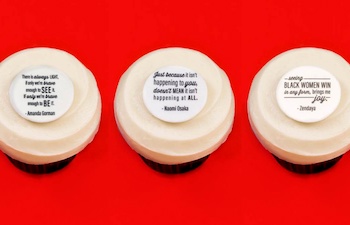 There is always LIGHT,
if only we're brave
enough to SEE it.
If only we're brave
enough to BE it.
- Amanda Gorman
Just because it isn't
happening to you,
doesn't MEAN it isn't
happening at ALL.
- Naomi Osaka
seeing
BLACK WOMEN WIN
in any form, brings me
joy.
- Zendaya